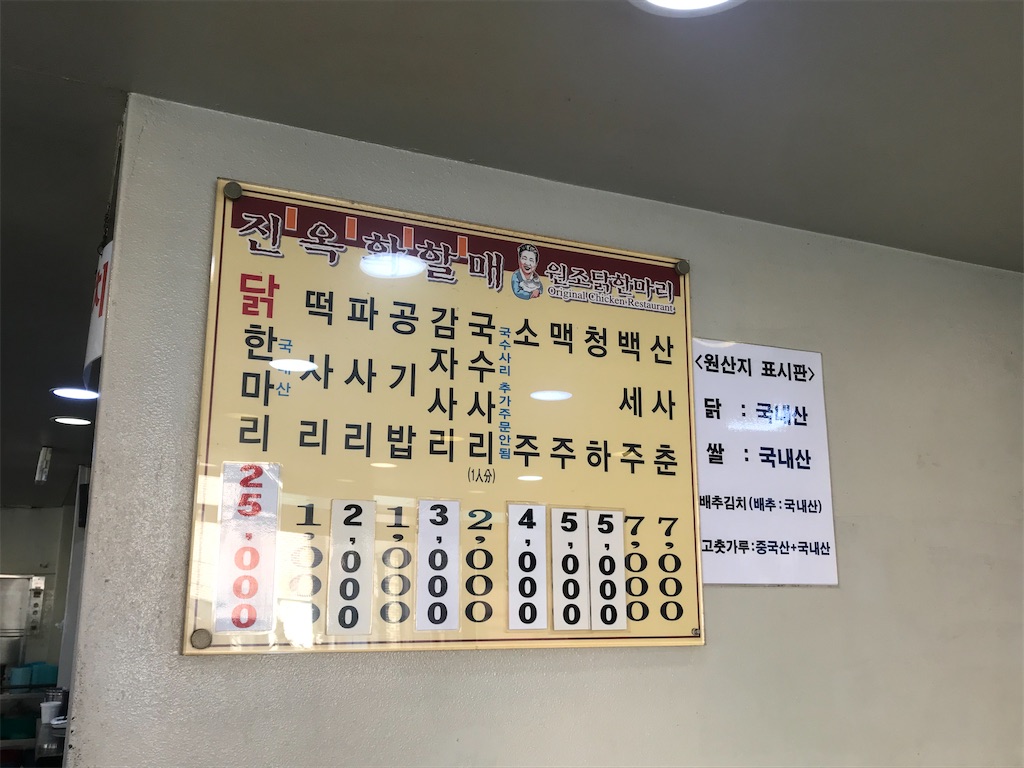 진옥화할매
원조닭한마리
Original Chicken Restaurant
닭한마리 국내산 25,000
떡사리 1,000
파사리 2,000
공기밥 1,000
감자사리 3,000
국수사리 (1人分) 2,000
국수사리 추가주문안됨
소주 4,000
맥주 5,000
청하 5,000
백세주 7,000
산사춘 7,000
<원산지 표시판>
닭 : 국내산
쌀 : 국내산
배추김치(배추:국내산)
고춧가루:중국산+국내산